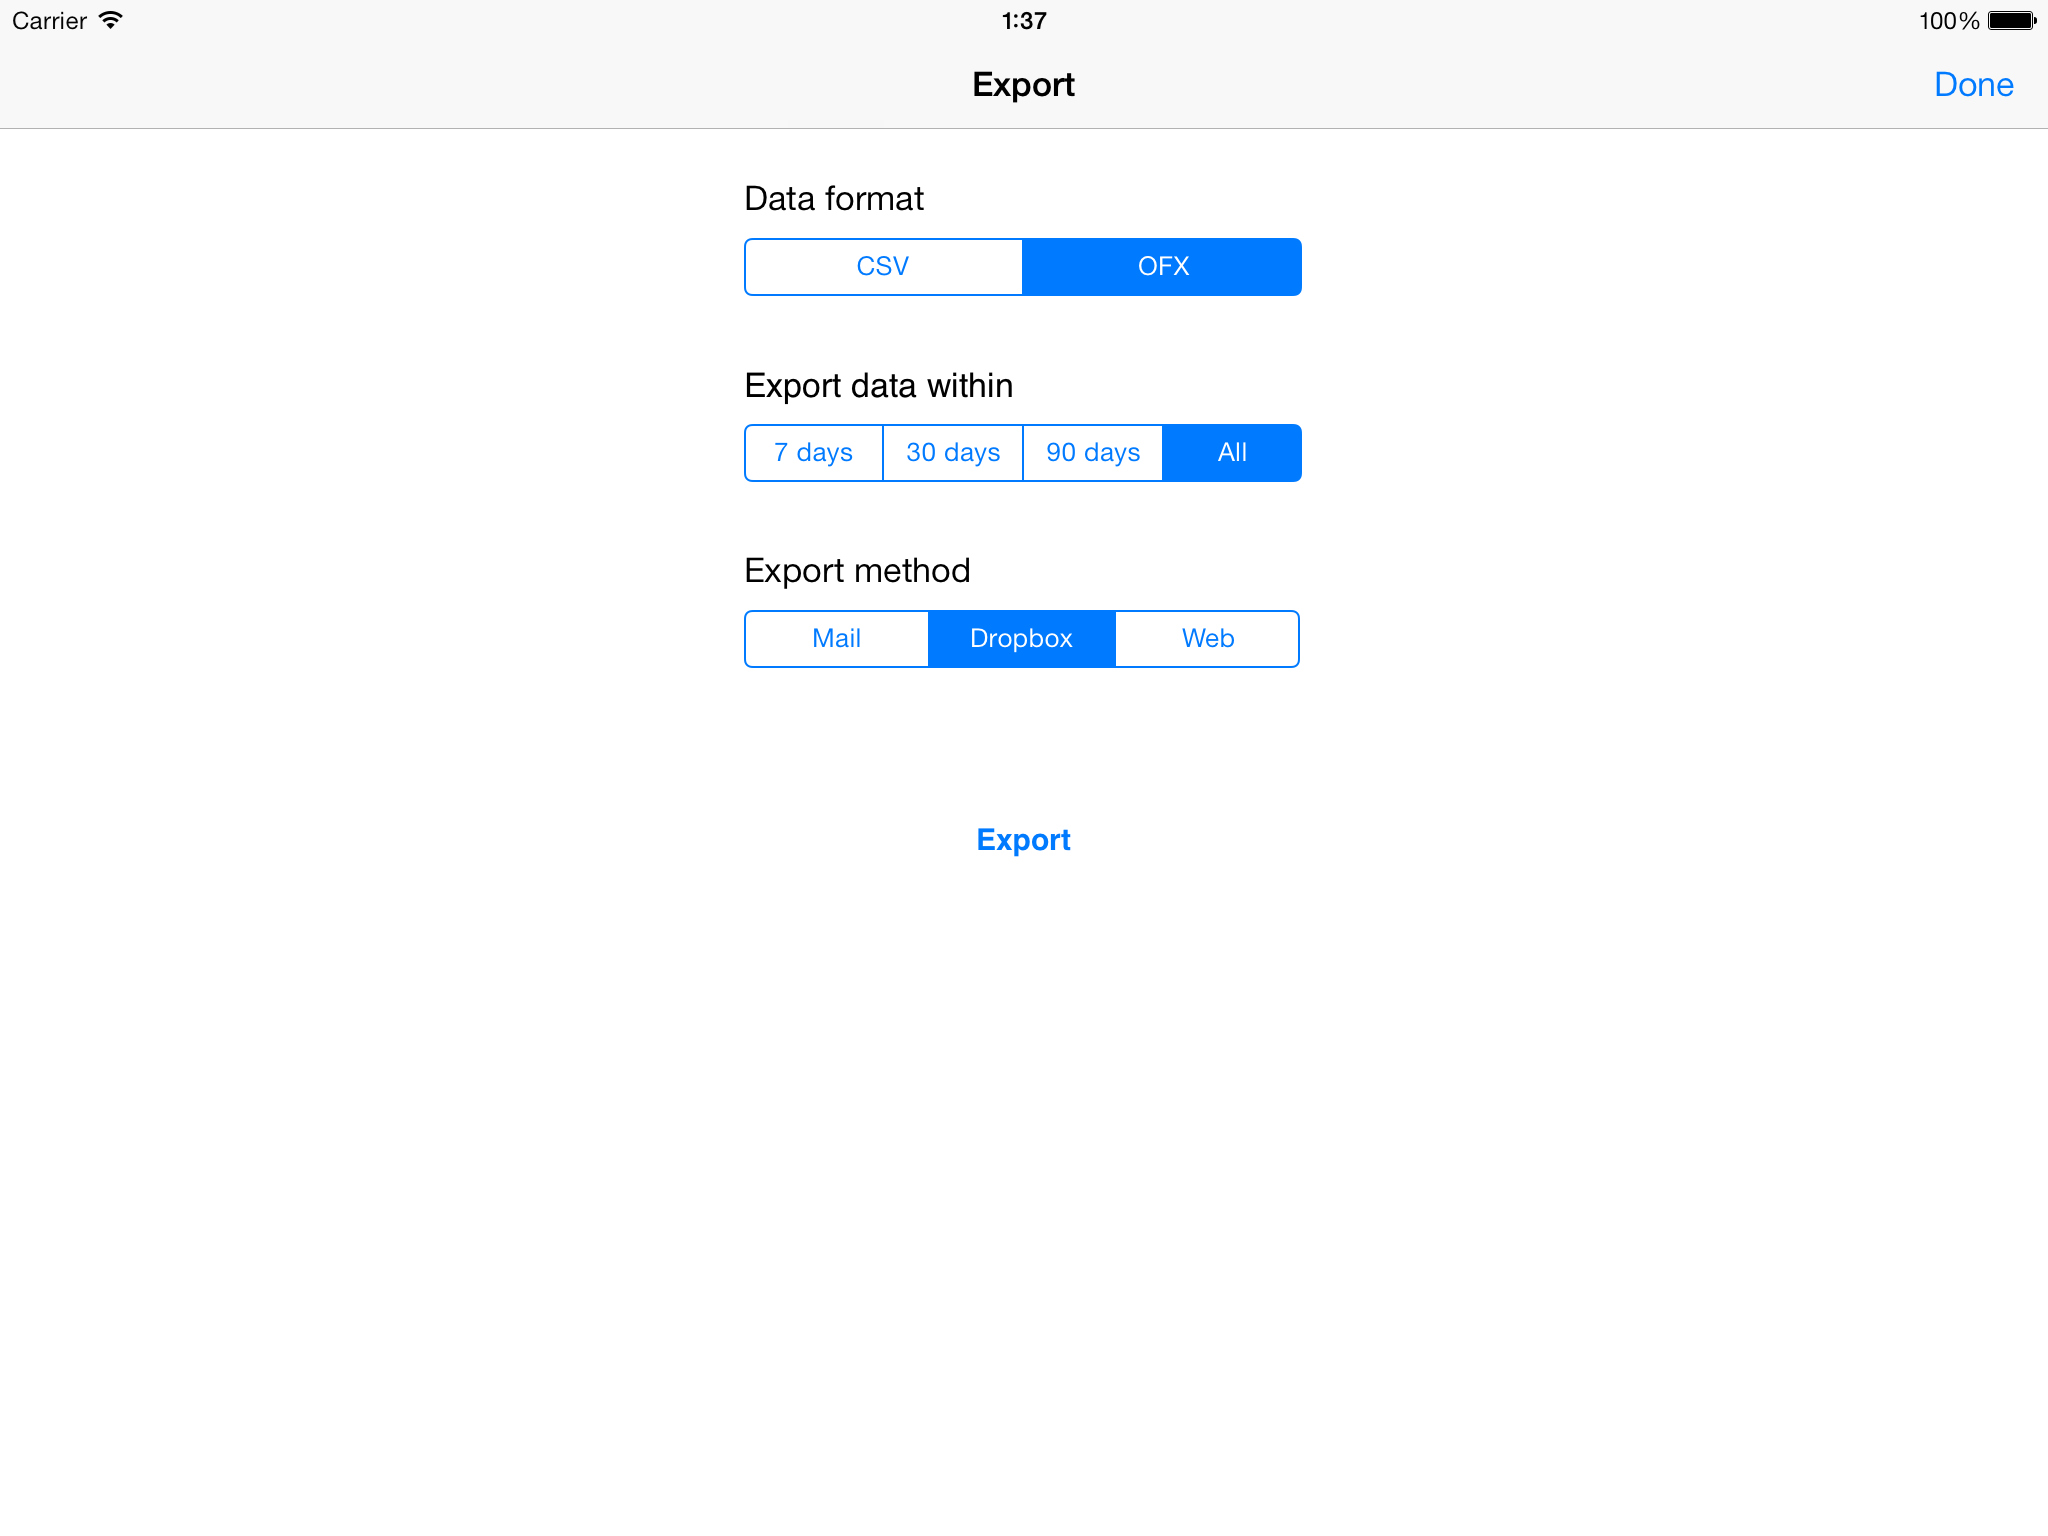 Carrier 1:37 100%
Export Done
Data format
CSV OFX
Export data within
7 days 30 days 90 days All
Export method
Mail Dropbox Web
Export